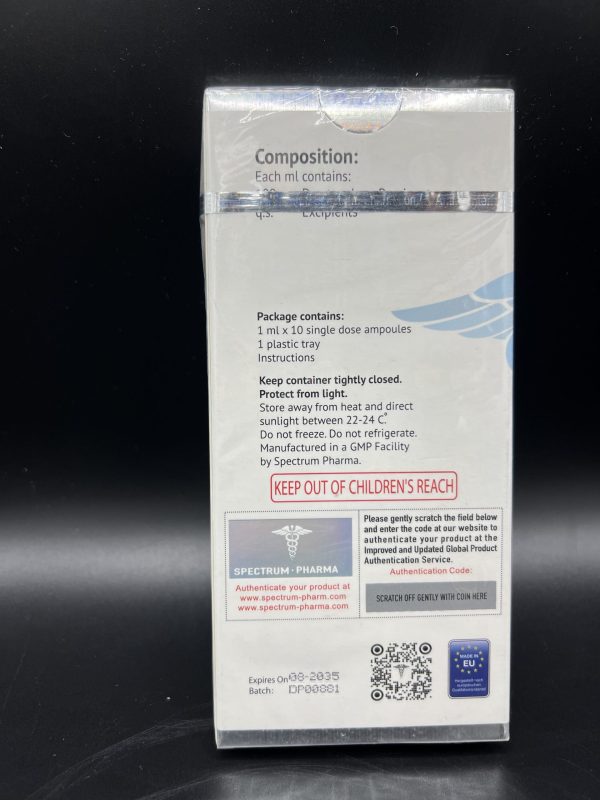 Composition:
Each ml contains:
q.s. Excipients
Package contains:
1 ml x 10 single dose ampoules
1 plastic tray
Instructions
Keep container tightly closed.
Protect from light.
Store away from heat and direct
sunlight between 22-24 C°
Do not freeze. Do not refrigerate.
Manufactured in a GMP Facility
by Spectrum Pharma.
KEEP OUT OF CHILDREN'S REACH
SPECTRUM · PHARMA
Authenticate your product at
www.spectrum-pharm.com
www.spectrum-pharma.com
Please gently scratch the field below
and enter the code at our website to
authenticate your product at the
Improved and Updated Global Product
Authentication Service.
Authentication Code:
SCRATCH OFF GENTLY WITH COIN HERE
Expires On: 08-2035
Batch: DP00881
MADE IN
EU
Hergestellt nach
europäischen
Qualitätsstandard